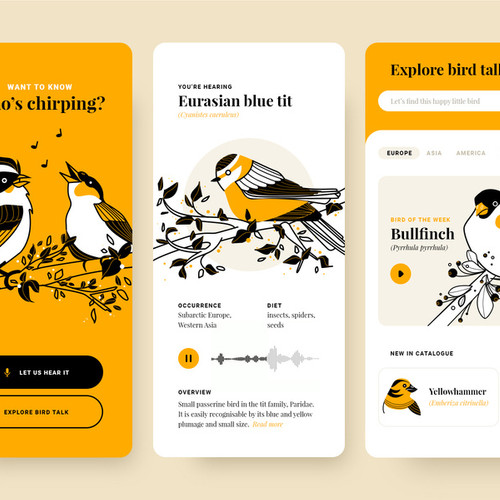 WANT TO KNOW
o's chirping?
LET US HEAR IT
EXPLORE BIRD TALK
YOU'RE HEARING
Eurasian blue tit
(Cyanistes caeruleus)
OCCURRENCE
Subarctic Europe,
Western Asia
DIET
insects, spiders,
seeds
OVERVIEW
Small passerine bird in the tit family, Paridae.
It is easily recognisable by its blue and yellow
plumage and small size. Read more
Explore bird tal
Let's find this happy little bird
EUROPE ASIA AMERICA
BIRD OF THE WEEK
Bullfinch
(Pyrrhula pyrrhula)
NEW IN CATALOGUE
Yellowhammer
(Emberiza citrinella)